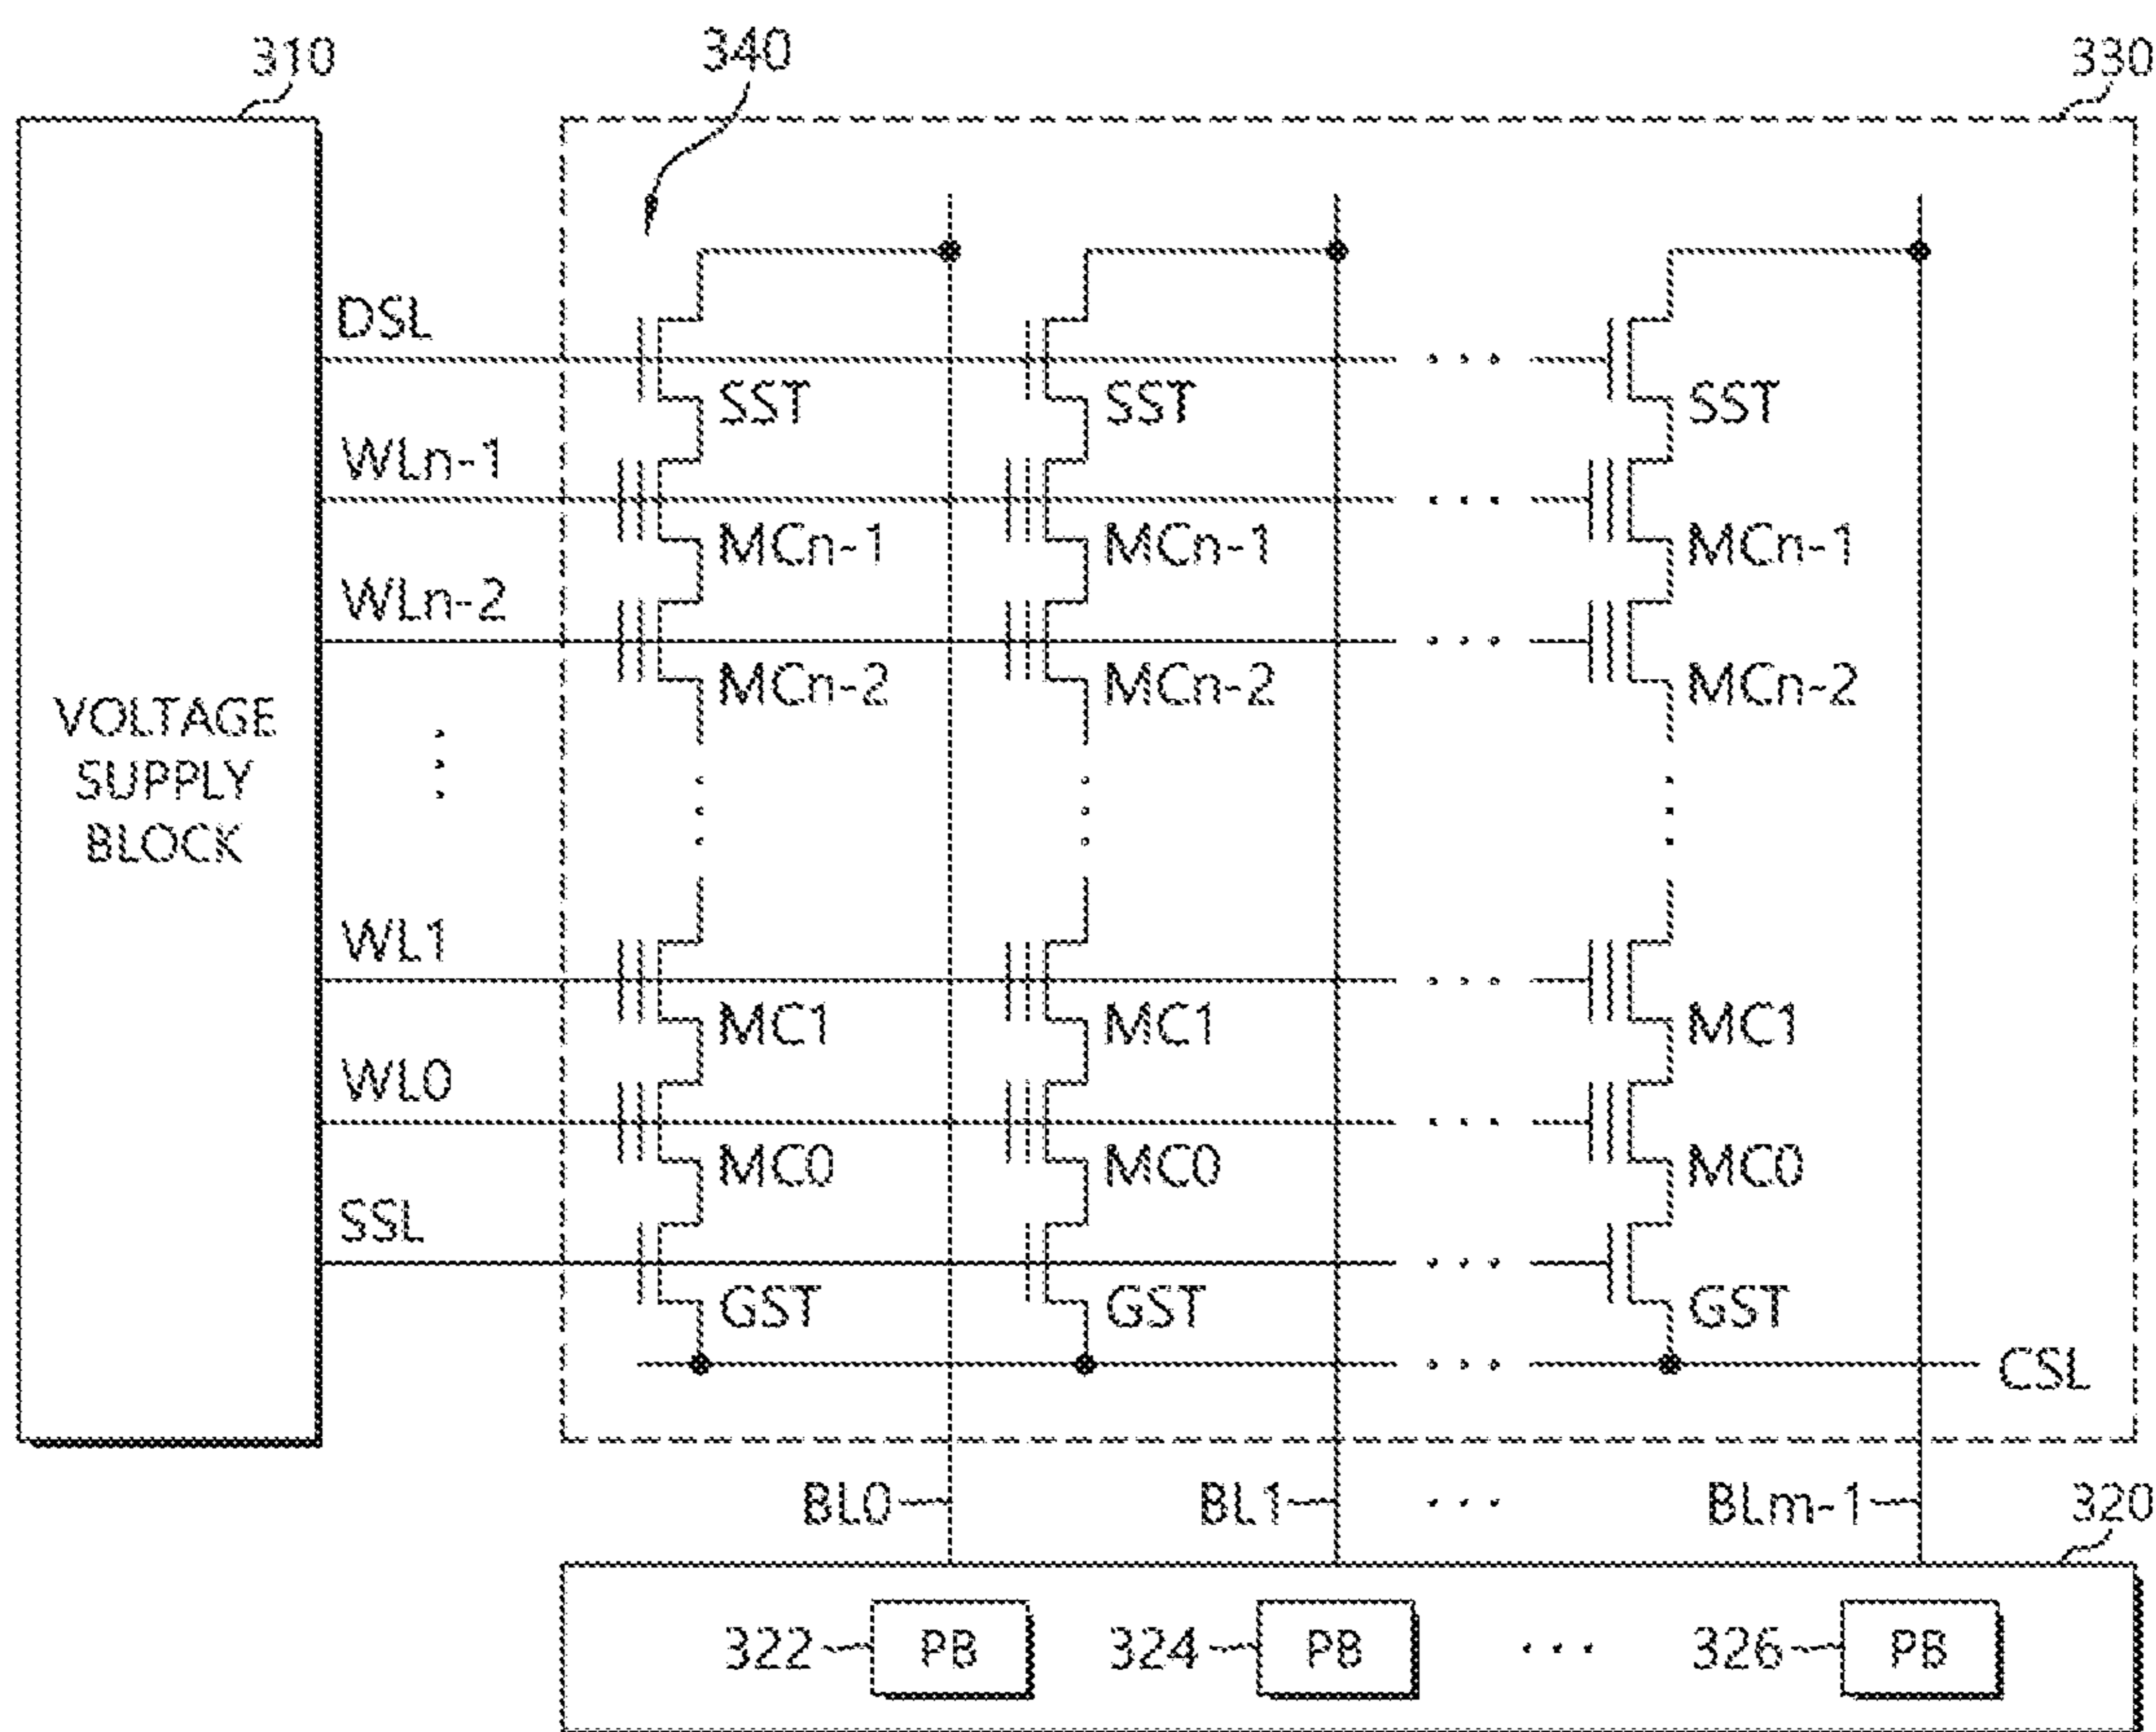 310
340
330
DSL
SST SST SST
WLn-1
MCn-1 MCn-1 MCn-1
WLn-2
MCn-2 MCn-2 MCn-2
VOLTAGE
SUPPLY
BLOCK
WL1
MC1 MC1 MC1
WL0
MC0 MC0 MC0
SSL
GST GST GST
CSL
BL0 BL1 ... BLm-1
320
322 PB 324 PB ... 326 PB